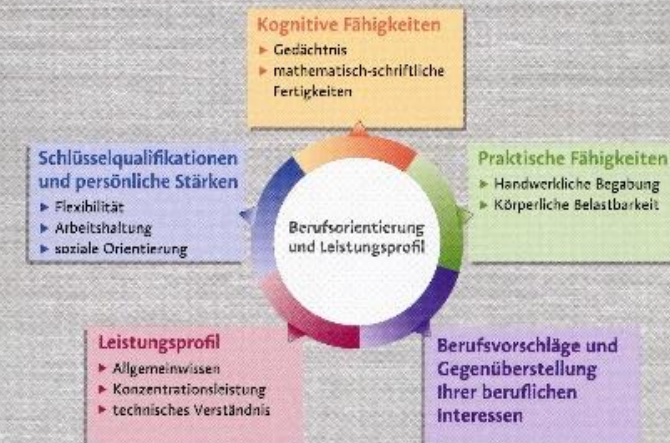 Kognitive Fähigkeiten
Gedächtnis
mathematisch-schriftliche
Fertigkeiten
Schlüsselqualifikationen
und persönliche Stärken
Flexibilität
Arbeitshaltung
soziale Orientierung
Praktische Fähigkeiten
Handwerkliche Begabung
Körperliche Belastbarkeit
Berufsorientierung
und Leistungsprofil
Leistungsprofil
Allgemeinwissen
Konzentrationsleistung
technisches Verständnis
Berufsvorschläge und
Gegenüberstellung
Ihrer beruflichen
Interessen